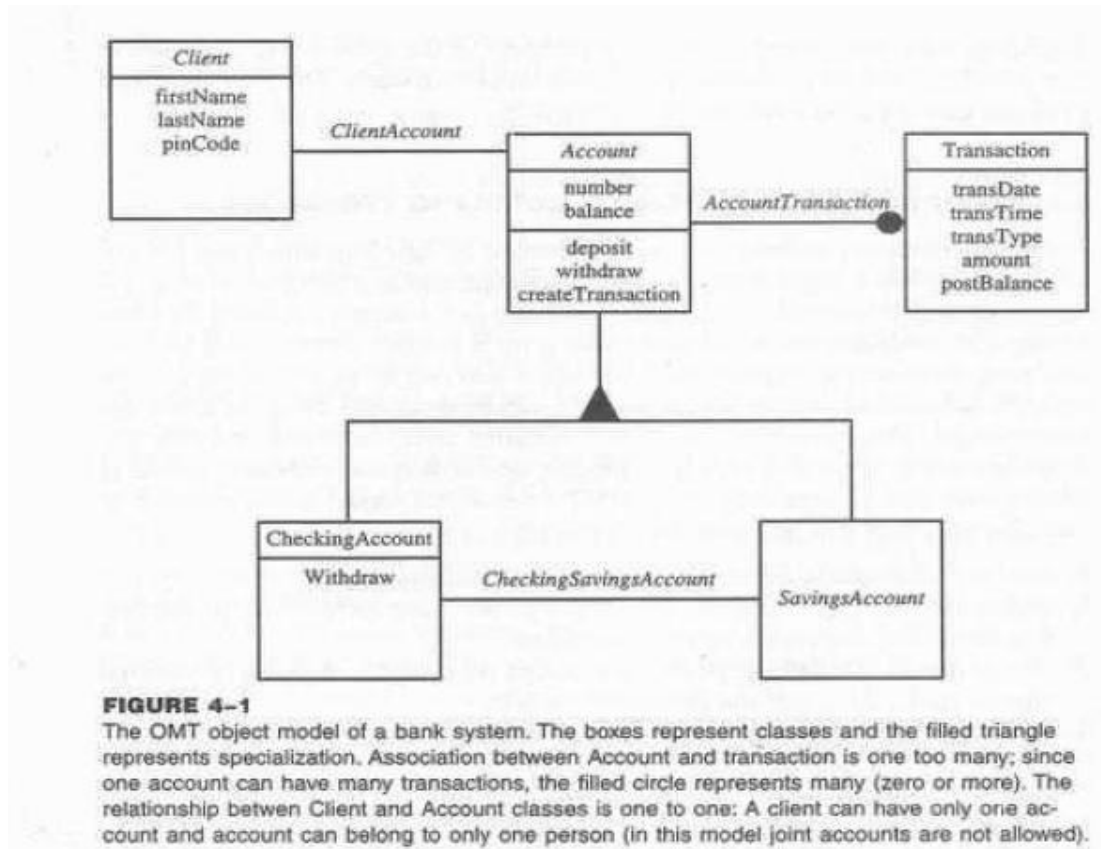 Client
firstName
lastName
pinCode
ClientAccount
Account
number
balance
deposit
withdraw
createTransaction
AccountTransaction
Transaction
transDate
transTime
transType
amount
postBalance
CheckingAccount
Withdraw
CheckingSavingsAccount
SavingsAccount
FIGURE 4–1
The OMT object model of a bank system. The boxes represent classes and the filled triangle
represents specialization. Association between Account and transaction is one too many; since
one account can have many transactions, the filled circle represents many (zero or more). The
relationship betwen Client and Account classes is one to one: A client can have only one ac-
count and account can belong to only one person (in this model joint accounts are not allowed).